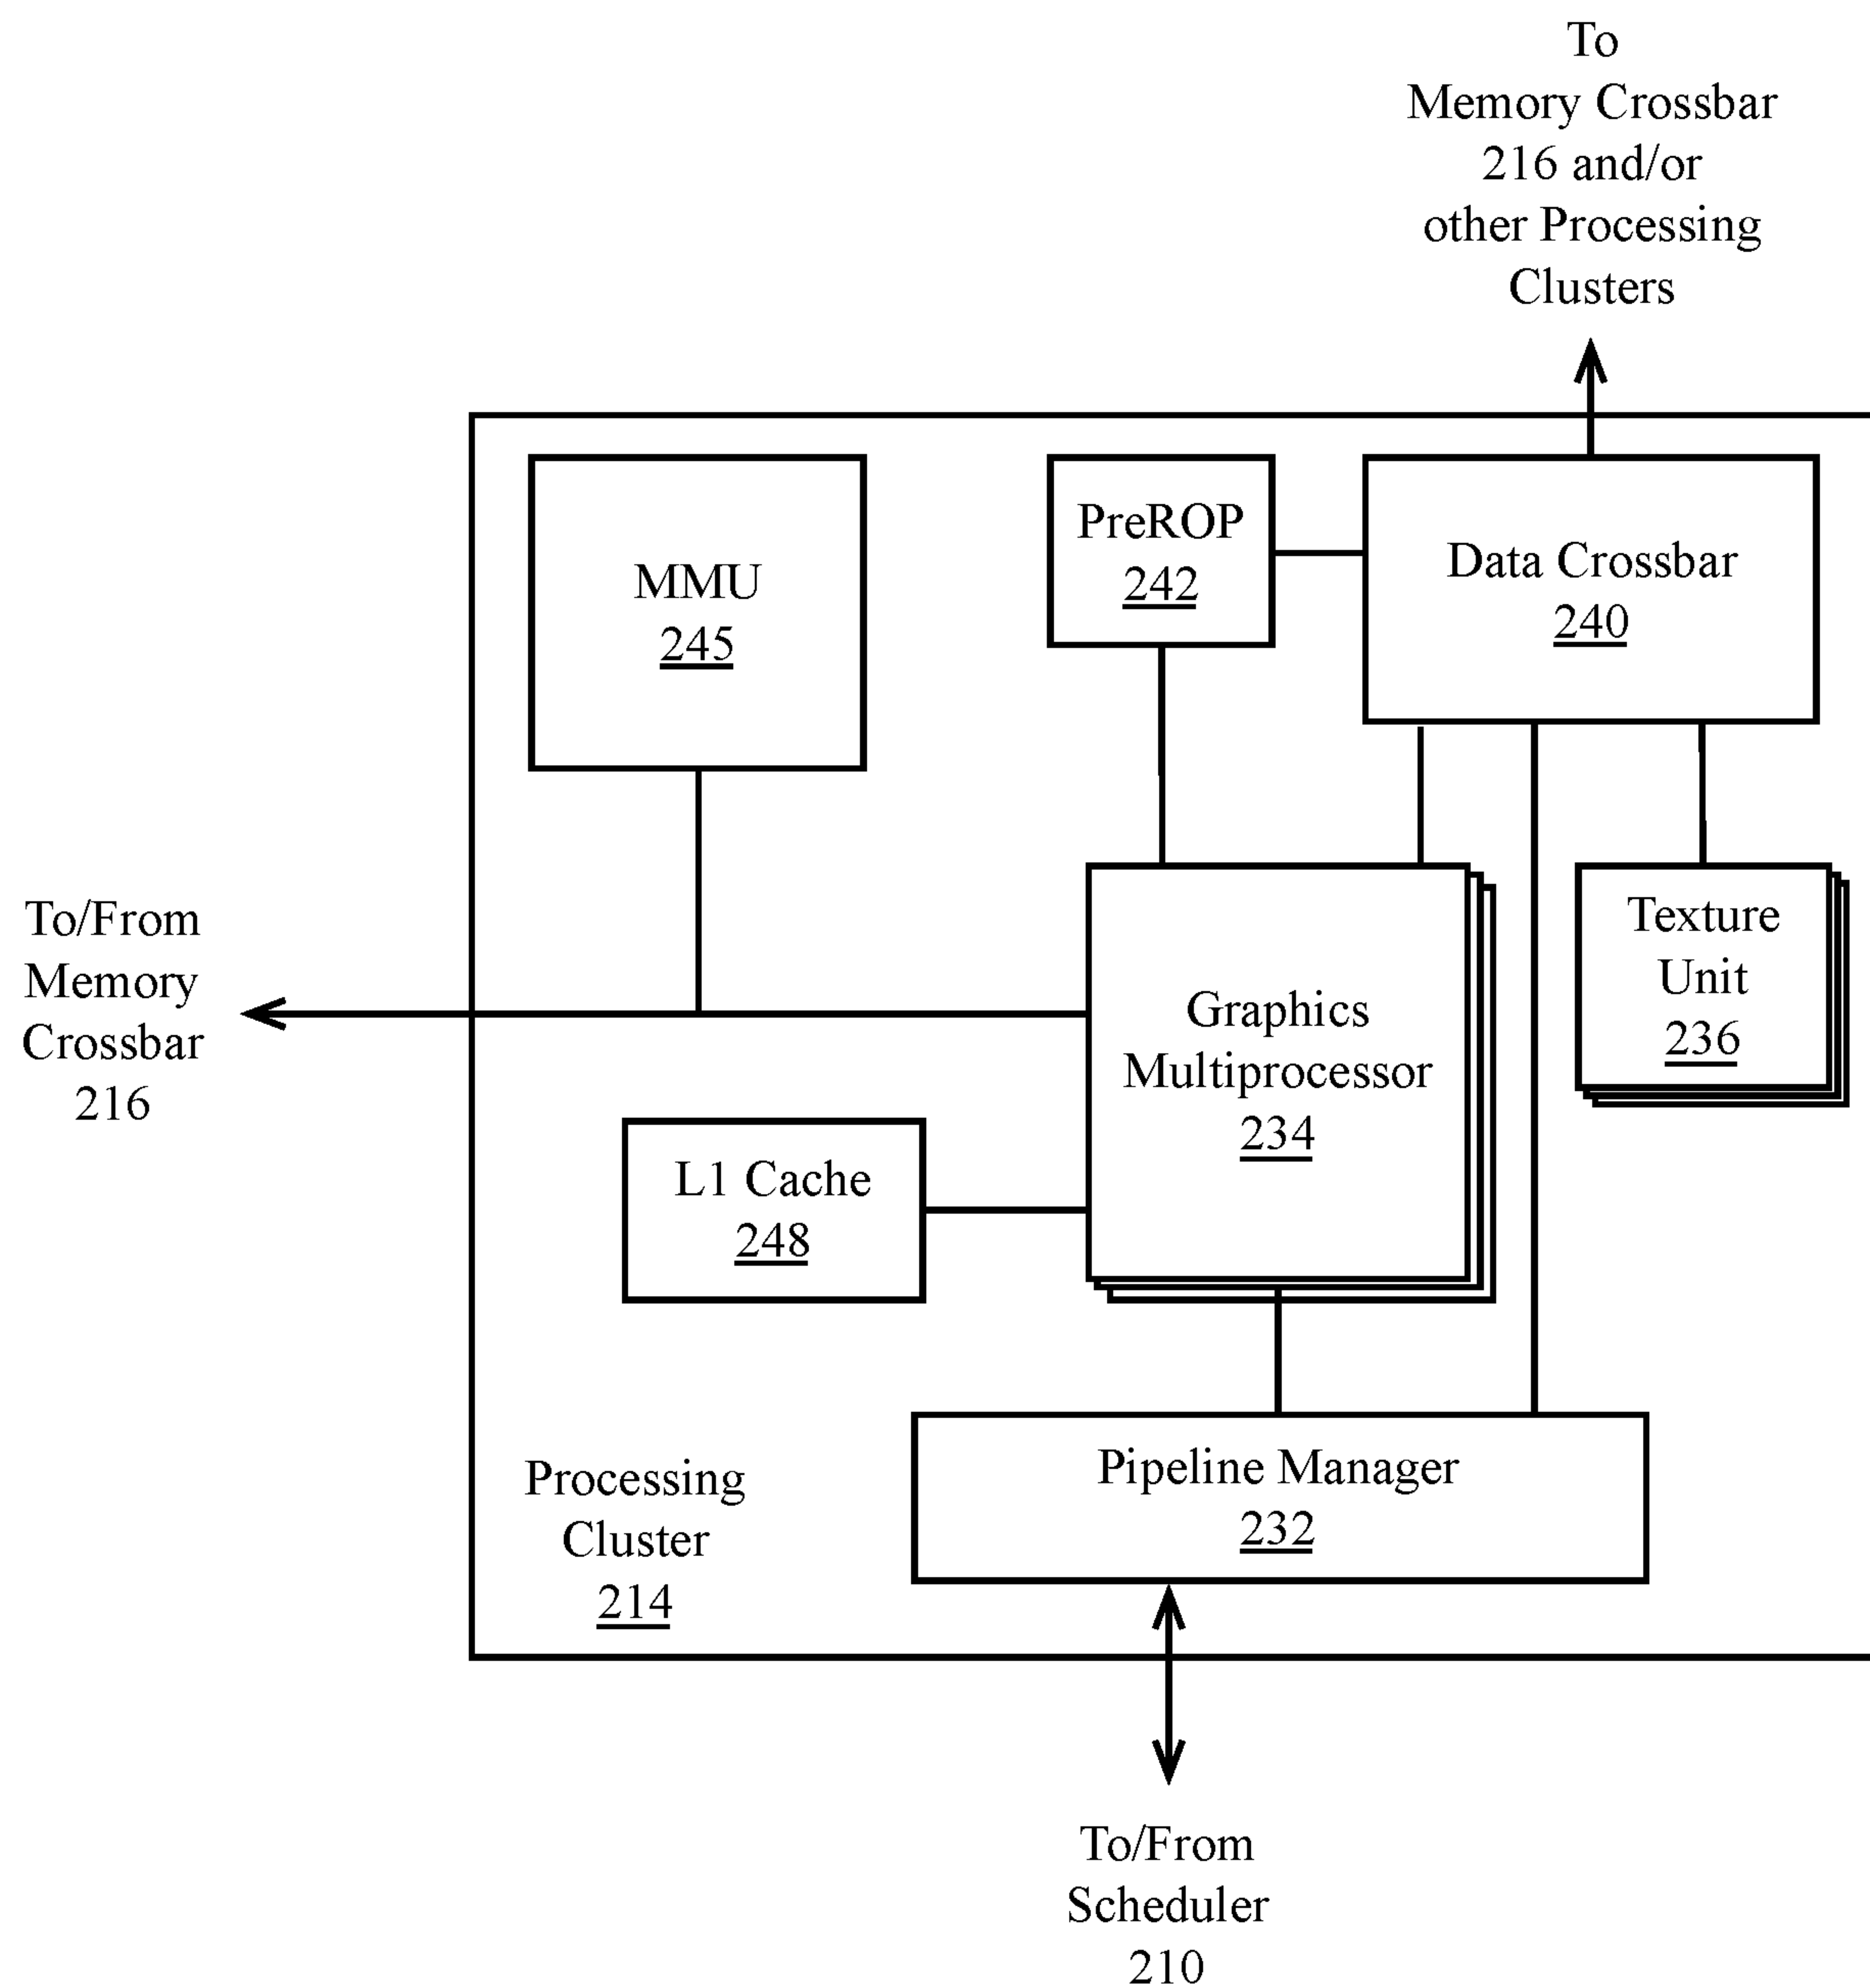 To
Memory Crossbar
216 and/or
other Processing
Clusters
MMU
245
PreROP
242
Data Crossbar
240
To/From
Memory
Crossbar
216
Graphics
Multiprocessor
234
Texture
Unit
236
L1 Cache
248
Pipeline Manager
232
Processing
Cluster
214
To/From
Scheduler
210